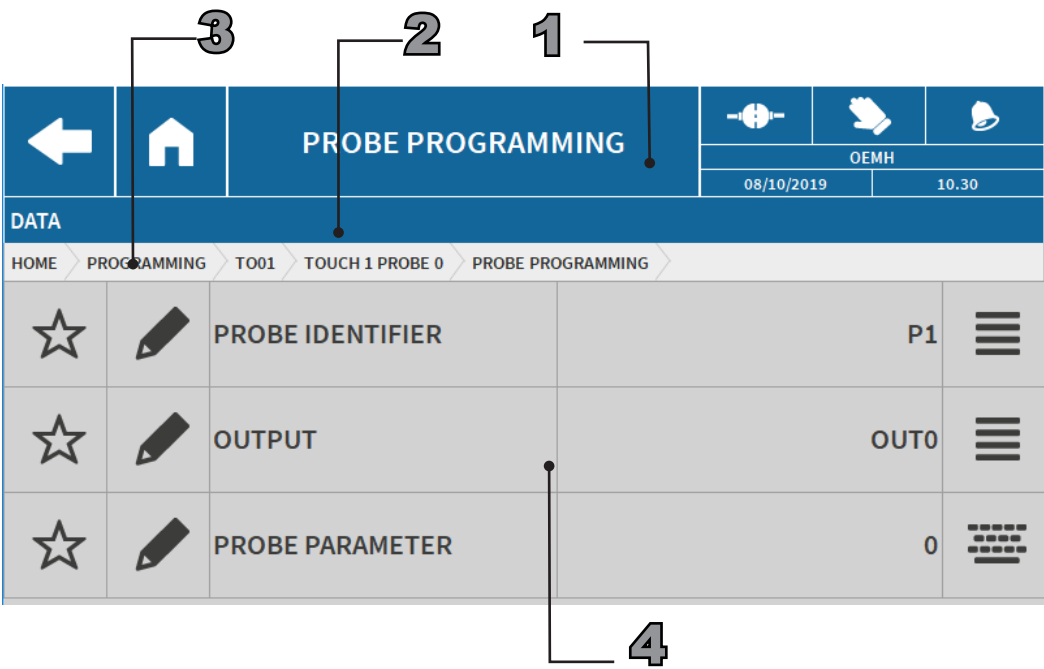 3 2 1
PROBE PROGRAMMING
OEMH
08/10/2019 10.30
DATA
HOME PROGRAMMING TO01 TOUCH 1 PROBE 0 PROBE PROGRAMMING
PROBE IDENTIFIER P1
OUTPUT OUT0
PROBE PARAMETER 0
4